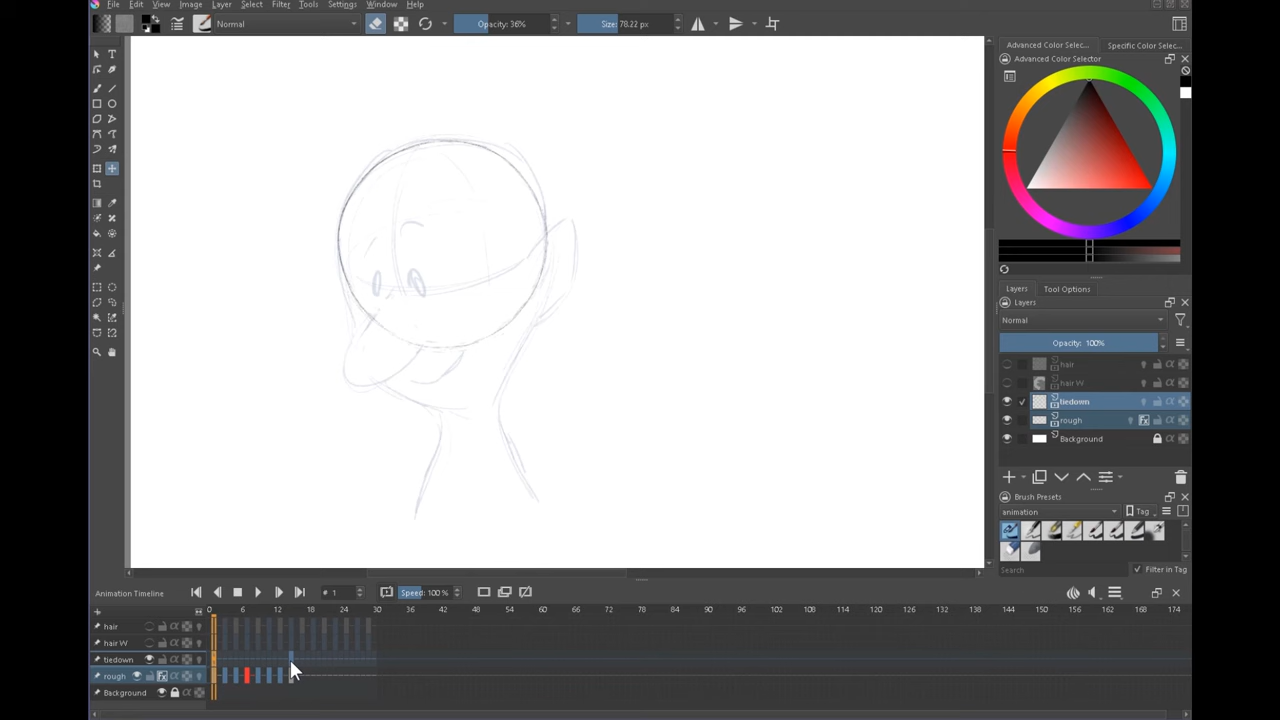 File Edit View Image Layer Select Filter Tools Settings Window Help
Normal Opacity: 36% Size: 78.22 px
Advanced Color Selec... Specific Color Selec...
Advanced Color Selector
Layers Tool Options
Layers
Normal
Opacity: 100%
hair
hair W
tiedown
rough
Background
Brush Presets
animation Tag
Search Filter in Tag
Animation Timeline # 1 Speed: 100 %
0 6 12 18 24 30 36 42 48 54 60 66 72 78 84 90 96 102 108 114 120 126 132 138 144 150 156 162 168 174
hair
hair W
tiedown
rough
Background